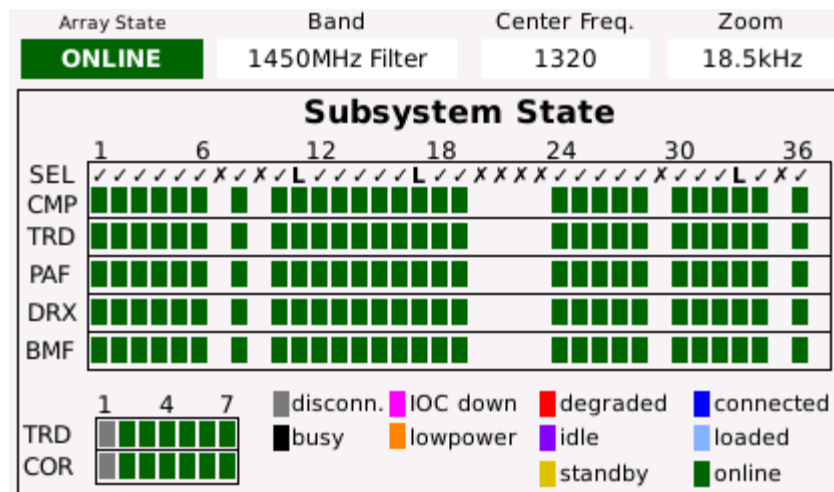 Array State Band Center Freq. Zoom
ONLINE 1450MHz Filter 1320 18.5kHz
Subsystem State
1 6 12 18 24 30 36
SEL ✓ ✓ ✓ ✓ ✓ ✓ ✗ ✓ ✗ ✓ L ✓ ✓ ✓ ✓ ✓ L ✓ ✓ ✗ ✗ ✗ ✗ ✓ ✓ ✓ ✓ ✓ ✗ ✓ ✓ ✓ L ✓ ✗ ✓
CMP
TRD
PAF
DRX
BMF
1 4 7
TRD
COR
disconn. IOC down degraded connected
busy lowpower idle loaded
standby online